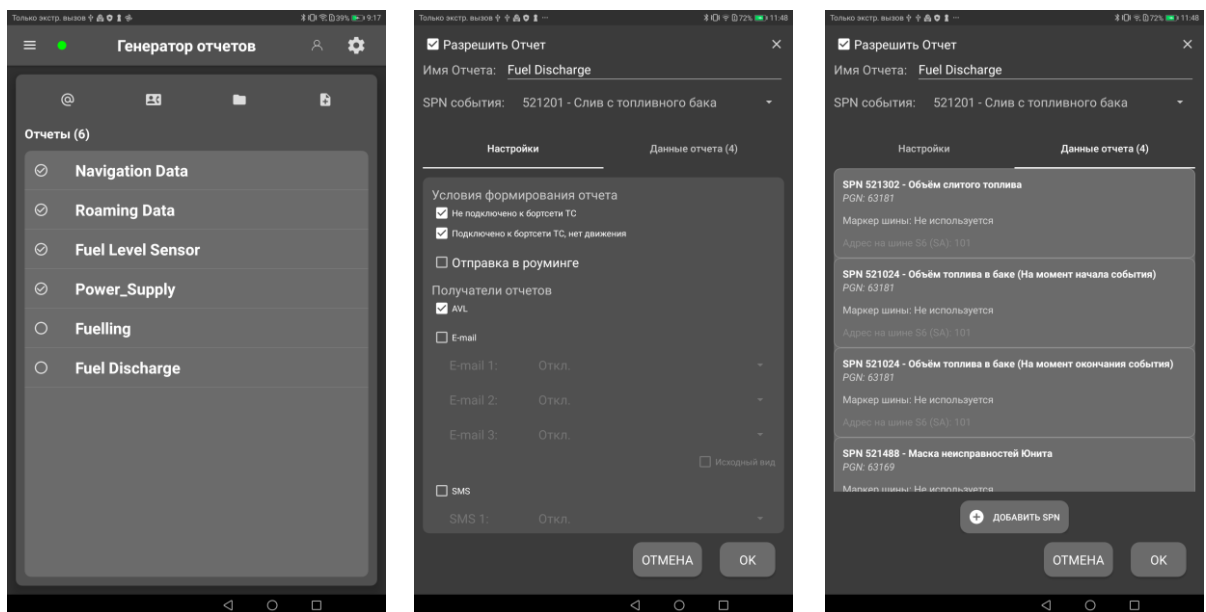 Только экстр. вызов
39%
9:17
Генератор отчетов
Отчеты (6)
Navigation Data
Roaming Data
Fuel Level Sensor
Power_Supply
Fuelling
Fuel Discharge
Только экстр. вызов
72%
11:48
Разрешить Отчет
Имя Отчета: Fuel Discharge
SPN события: 521201 - Слив с топливного бака
Настройки
Данные отчета (4)
Условия формирования отчета
Не подключено к бортсети ТС
Подключено к бортсети ТС, нет движения
Отправка в роуминге
Получатели отчетов
AVL
E-mail
E-mail 1: Откл.
E-mail 2: Откл.
E-mail 3: Откл.
Исходный вид
SMS
SMS 1: Откл.
ОТМЕНА
OK
Только экстр. вызов
72%
11:48
Разрешить Отчет
Имя Отчета: Fuel Discharge
SPN события: 521201 - Слив с топливного бака
Настройки
Данные отчета (4)
SPN 521302 - Объём слитого топлива
PGN: 63181
Маркер шины: Не используется
Адрес на шине S6 (SA): 101
SPN 521024 - Объём топлива в баке (На момент начала события)
PGN: 63181
Маркер шины: Не используется
Адрес на шине S6 (SA): 101
SPN 521024 - Объём топлива в баке (На момент окончания события)
PGN: 63181
Маркер шины: Не используется
Адрес на шине S6 (SA): 101
SPN 521488 - Маска неисправностей Юнита
PGN: 63169
Маркер шины: Не используется
ДОБАВИТЬ SPN
ОТМЕНА
OK